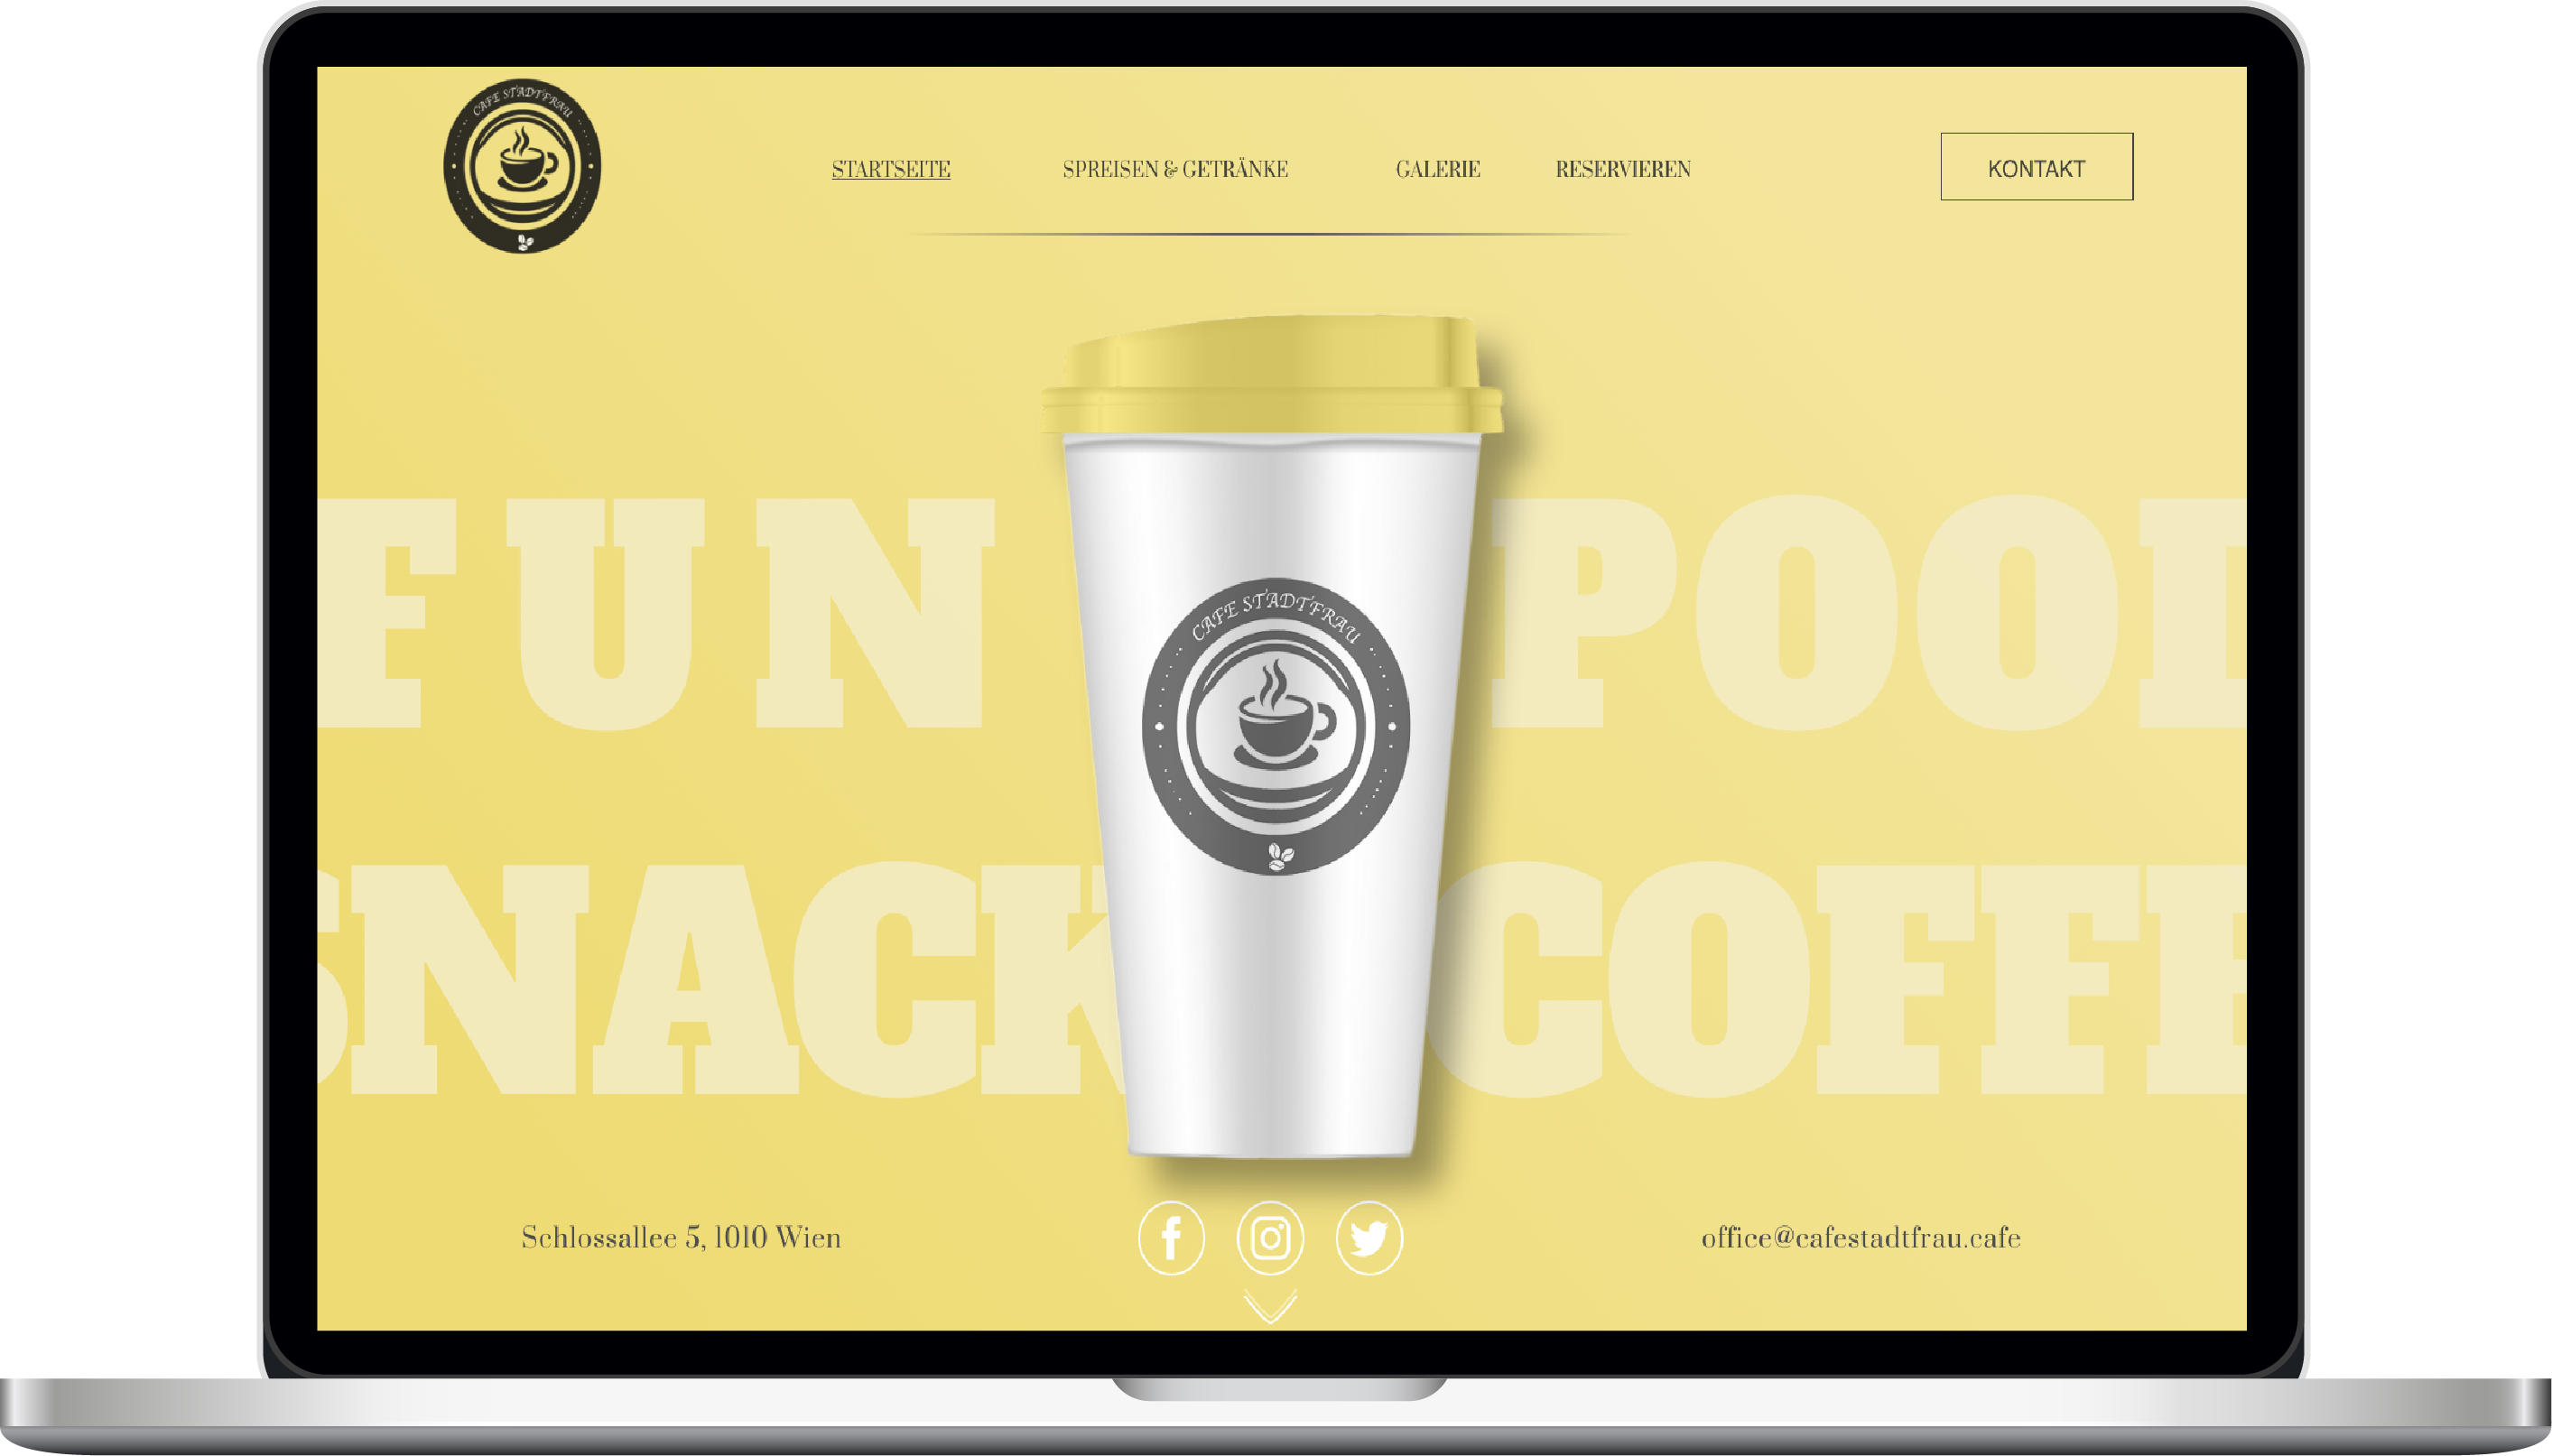 CAFE STADTFRAU
STARTSEITE
SPREISEN & GETRÄNKE
GALERIE
RESERVIEREN
KONTAKT
FUN POOD
CAFE STADTFRAU
SNACK COFFE
Schlossallee 5, 1010 Wien
office@cafestadtfrau.cafe